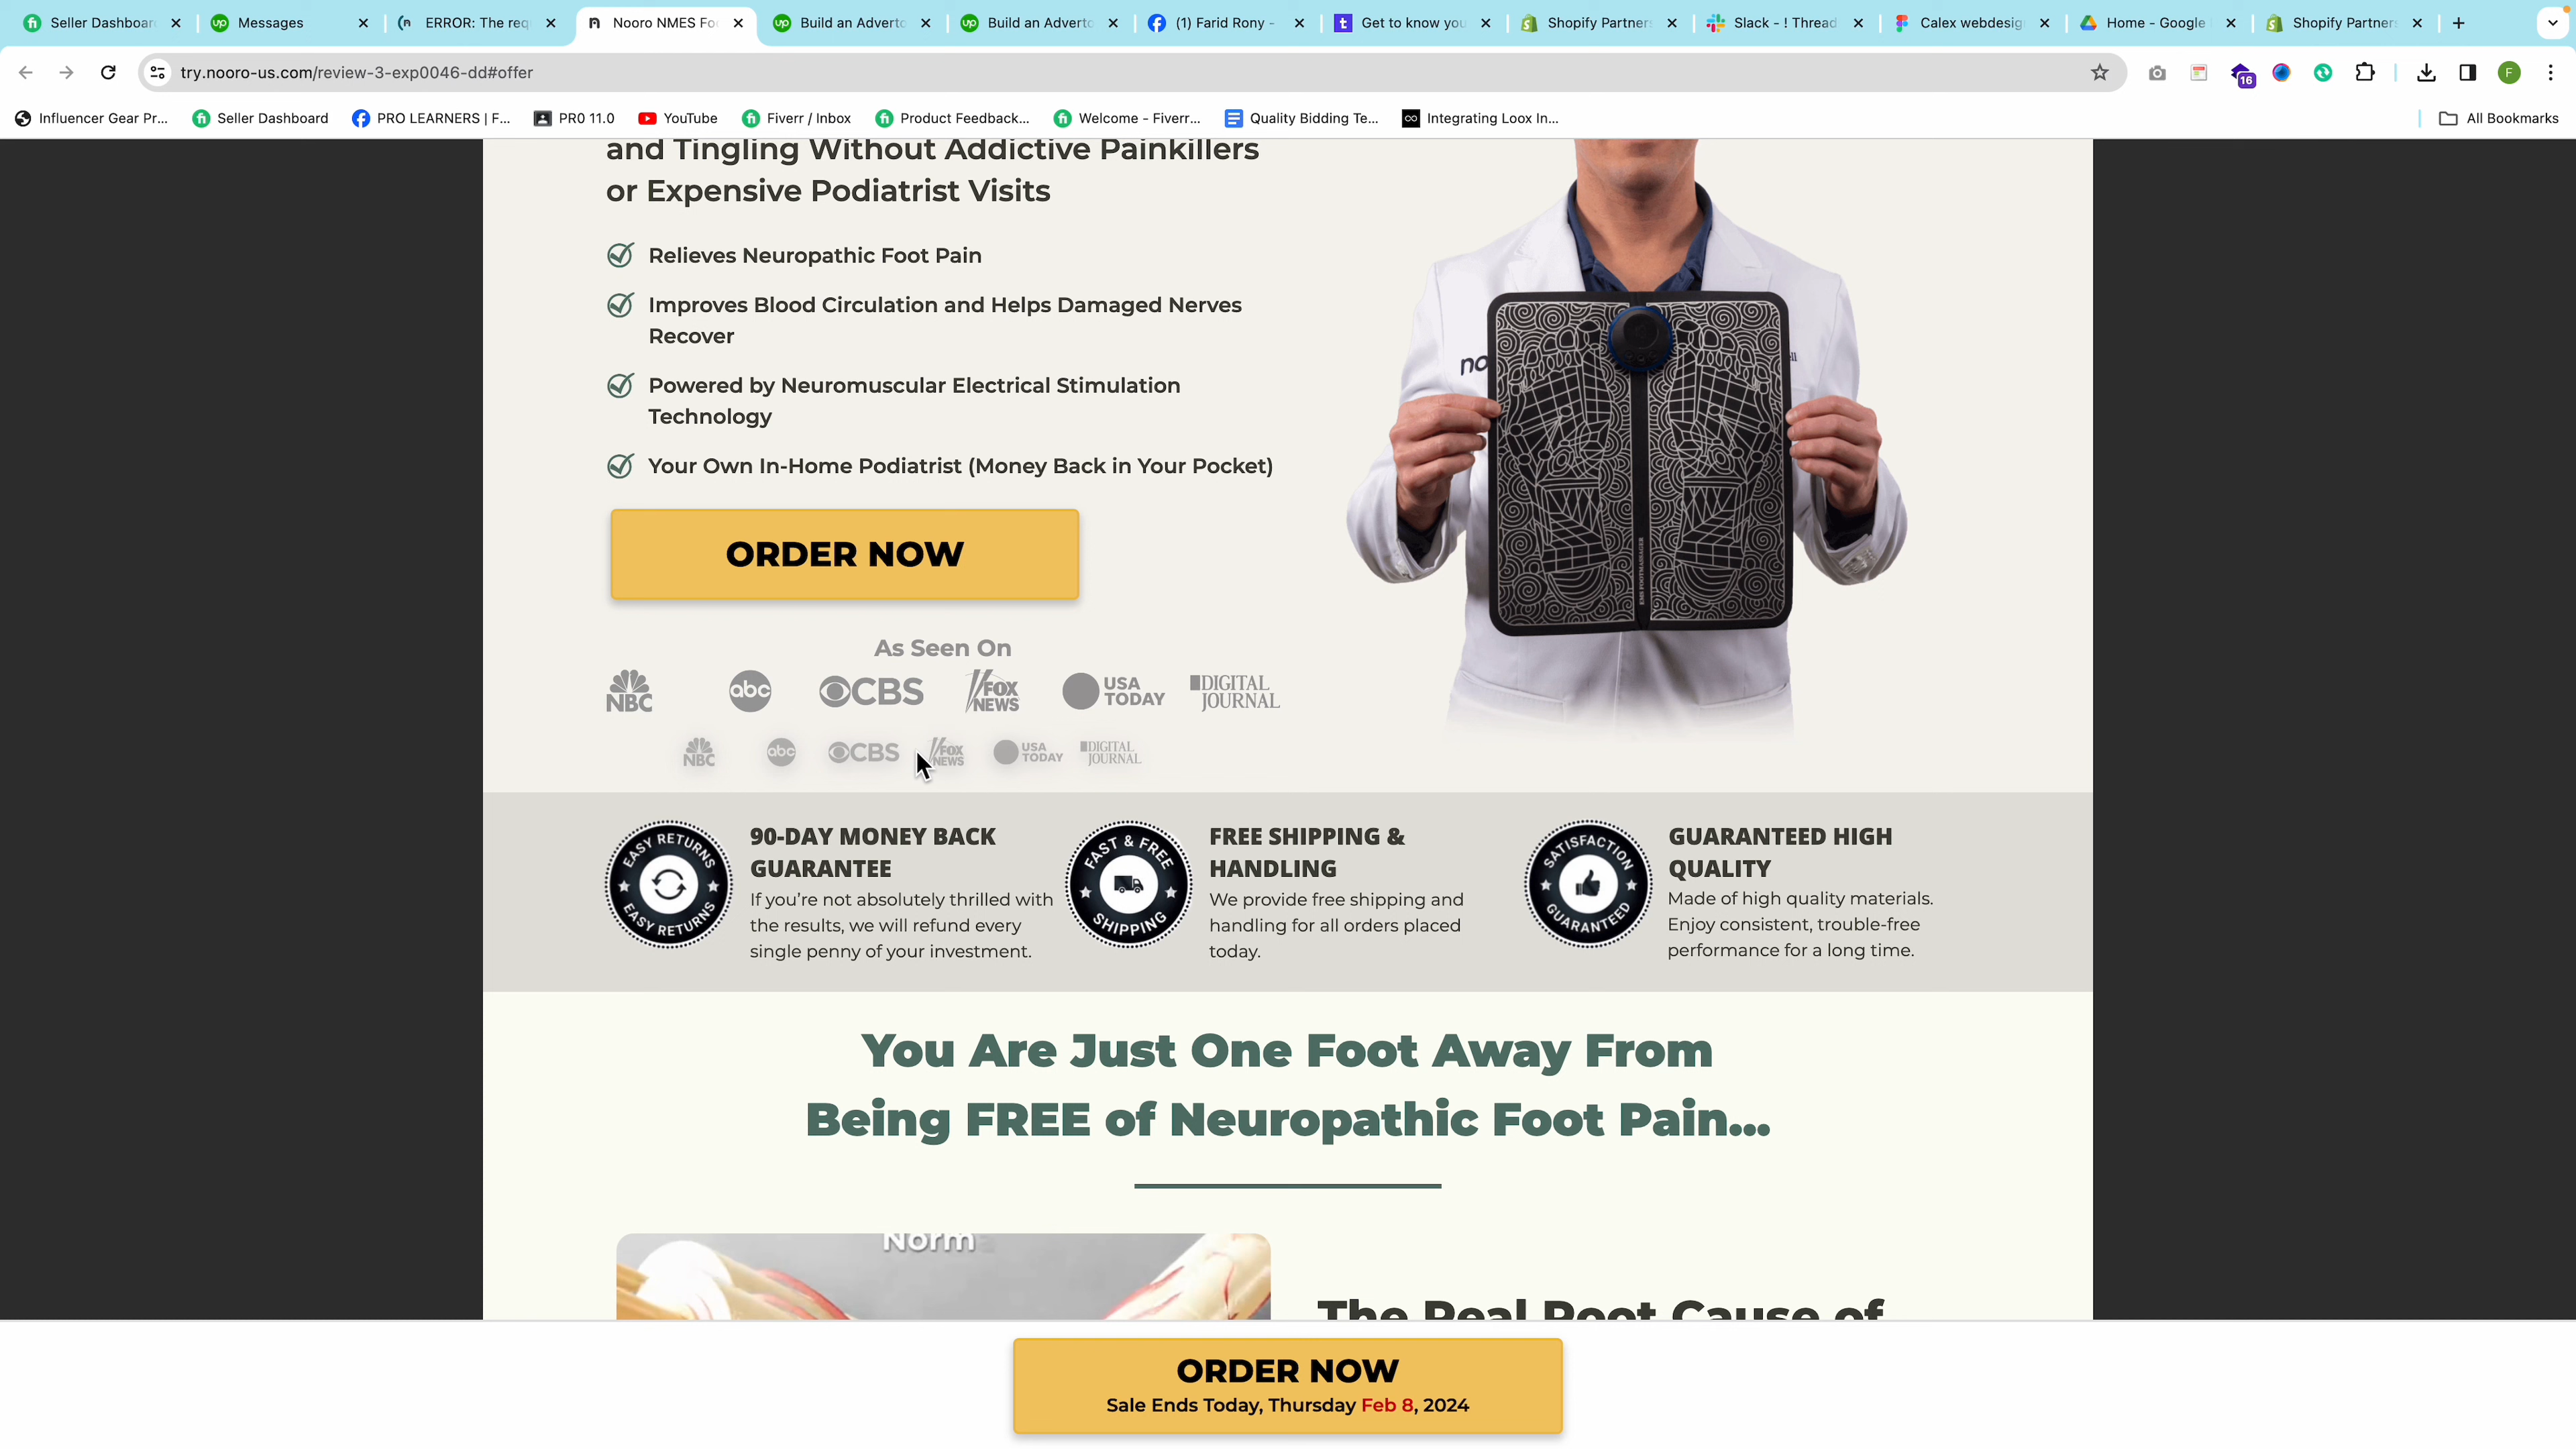 Seller Dashboar
Messages
ERROR: The req
Nooro NMES Fo
Build an Adverto
Build an Adverto
(1) Farid Rony -
Get to know you
Shopify Partner
Slack - ! Thread
Calex webdesig
Home - Google
Shopify Partner
try.nooro-us.com/review-3-exp0046-dd#offer
16
F
Influencer Gear Pr...
Seller Dashboard
PRO LEARNERS | F...
PR0 11.0
YouTube
Fiverr / Inbox
Product Feedback...
Welcome - Fiverr...
Quality Bidding Te...
Integrating Loox In...
All Bookmarks
and Tingling Without Addictive Painkillers
or Expensive Podiatrist Visits
Relieves Neuropathic Foot Pain
Improves Blood Circulation and Helps Damaged Nerves
Recover
Powered by Neuromuscular Electrical Stimulation
Technology
Your Own In-Home Podiatrist (Money Back in Your Pocket)
ORDER NOW
no
EMS FOOTMASSAGER
As Seen On
NBC
abc
CBS
FOX NEWS
USA TODAY
DIGITAL JOURNAL
NBC
abc
CBS
FOX NEWS
USA TODAY
DIGITAL JOURNAL
EASY RETURNS
EASY RETURNS
90-DAY MONEY BACK
GUARANTEE
If you're not absolutely thrilled with
the results, we will refund every
single penny of your investment.
FAST & FREE
SHIPPING
FREE SHIPPING &
HANDLING
We provide free shipping and
handling for all orders placed
today.
SATISFACTION
GUARANTEED
GUARANTEED HIGH
QUALITY
Made of high quality materials.
Enjoy consistent, trouble-free
performance for a long time.
You Are Just One Foot Away From
Being FREE of Neuropathic Foot Pain...
Norm
The Real Root Cause of
ORDER NOW
Sale Ends Today, Thursday Feb 8, 2024